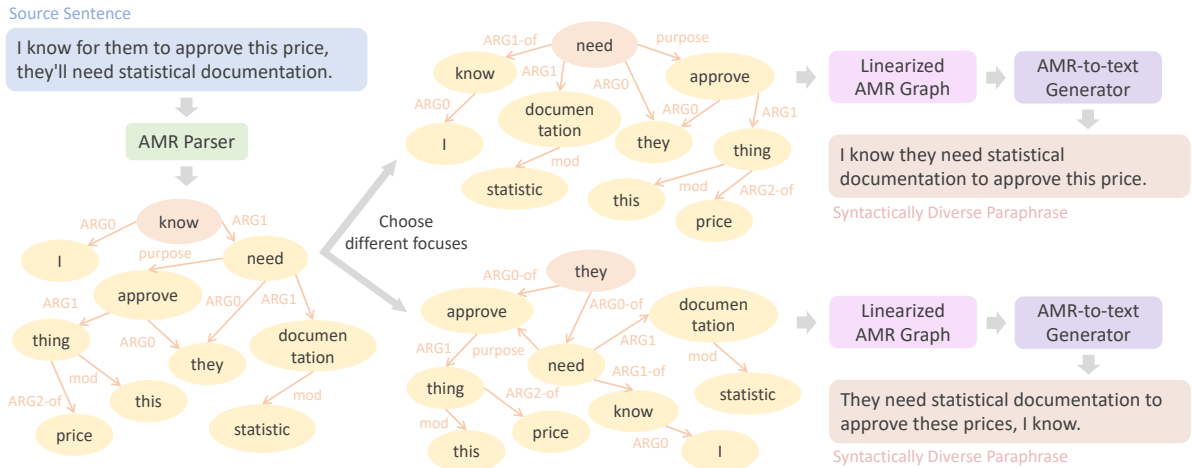 Source Sentence
I know for them to approve this price,
they'll need statistical documentation.
AMR Parser
know
ARG0
ARG1
I
need
purpose
approve
ARG1
ARG0
ARG0
ARG1
thing
they
documen
tation
mod
ARG2-of
this
mod
price
statistic
Choose
different focuses
need
ARG1-of
purpose
know
ARG1
ARG0
approve
ARG0
documen
tation
ARG0
ARG1
I
they
thing
mod
statistic
mod
ARG2-of
this
price
Linearized
AMR Graph
AMR-to-text
Generator
I know they need statistical
documentation to approve this price.
Syntactically Diverse Paraphrase
they
ARG0-of
ARG0-of
approve
documen
tation
ARG1
purpose
ARG1
need
mod
thing
ARG2-of
ARG1-of
statistic
mod
know
this
price
ARG0
I
Linearized
AMR Graph
AMR-to-text
Generator
They need statistical documentation to
approve these prices, I know.
Syntactically Diverse Paraphrase